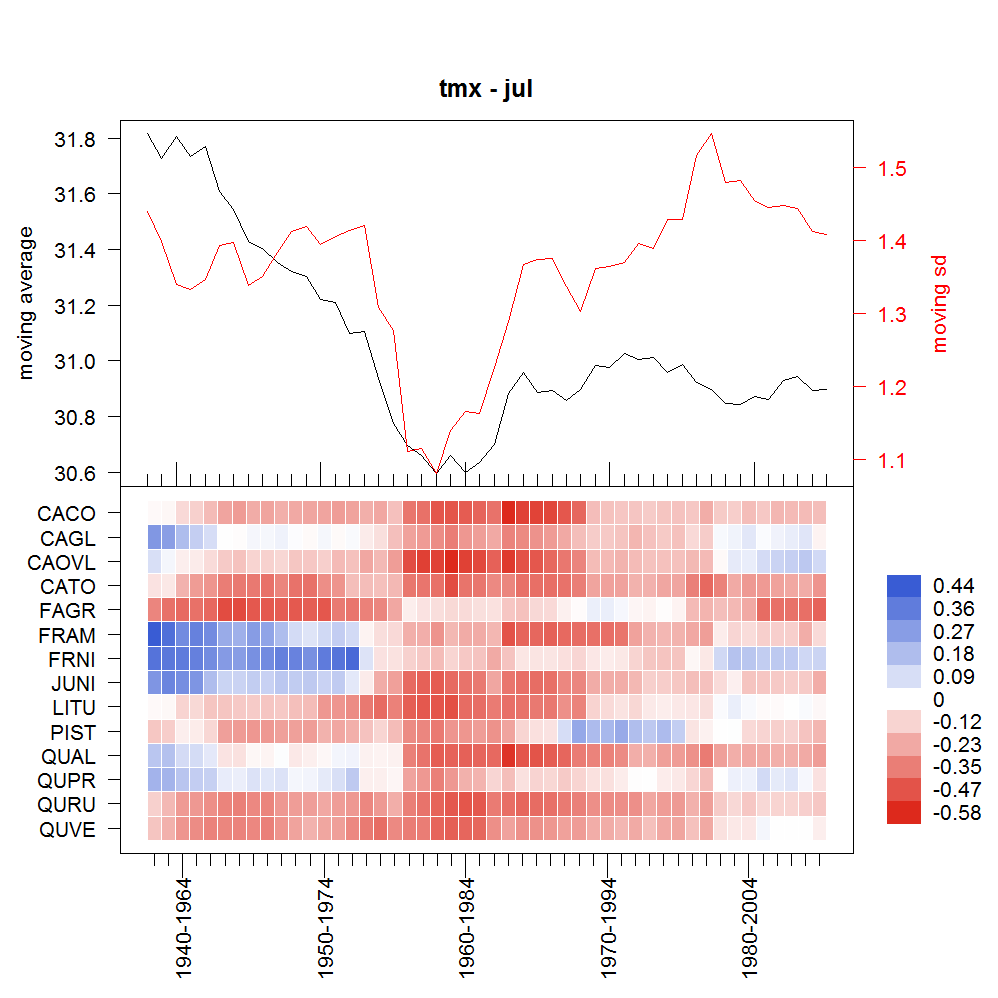 tmx - jul
moving average
31.8
31.6
31.4
31.2
31.0
30.8
30.6
1.5
1.4
1.3
1.2
1.1
moving sd
CACO
CAGL
CAOVL
CATO
FAGR
FRAM
FRNI
JUNI
LITU
PIST
QUAL
QUPR
QURU
QUVE
0.44
0.36
0.27
0.18
0.09
0
-0.12
-0.23
-0.35
-0.47
-0.58
1940-1964
1950-1974
1960-1984
1970-1994
1980-2004